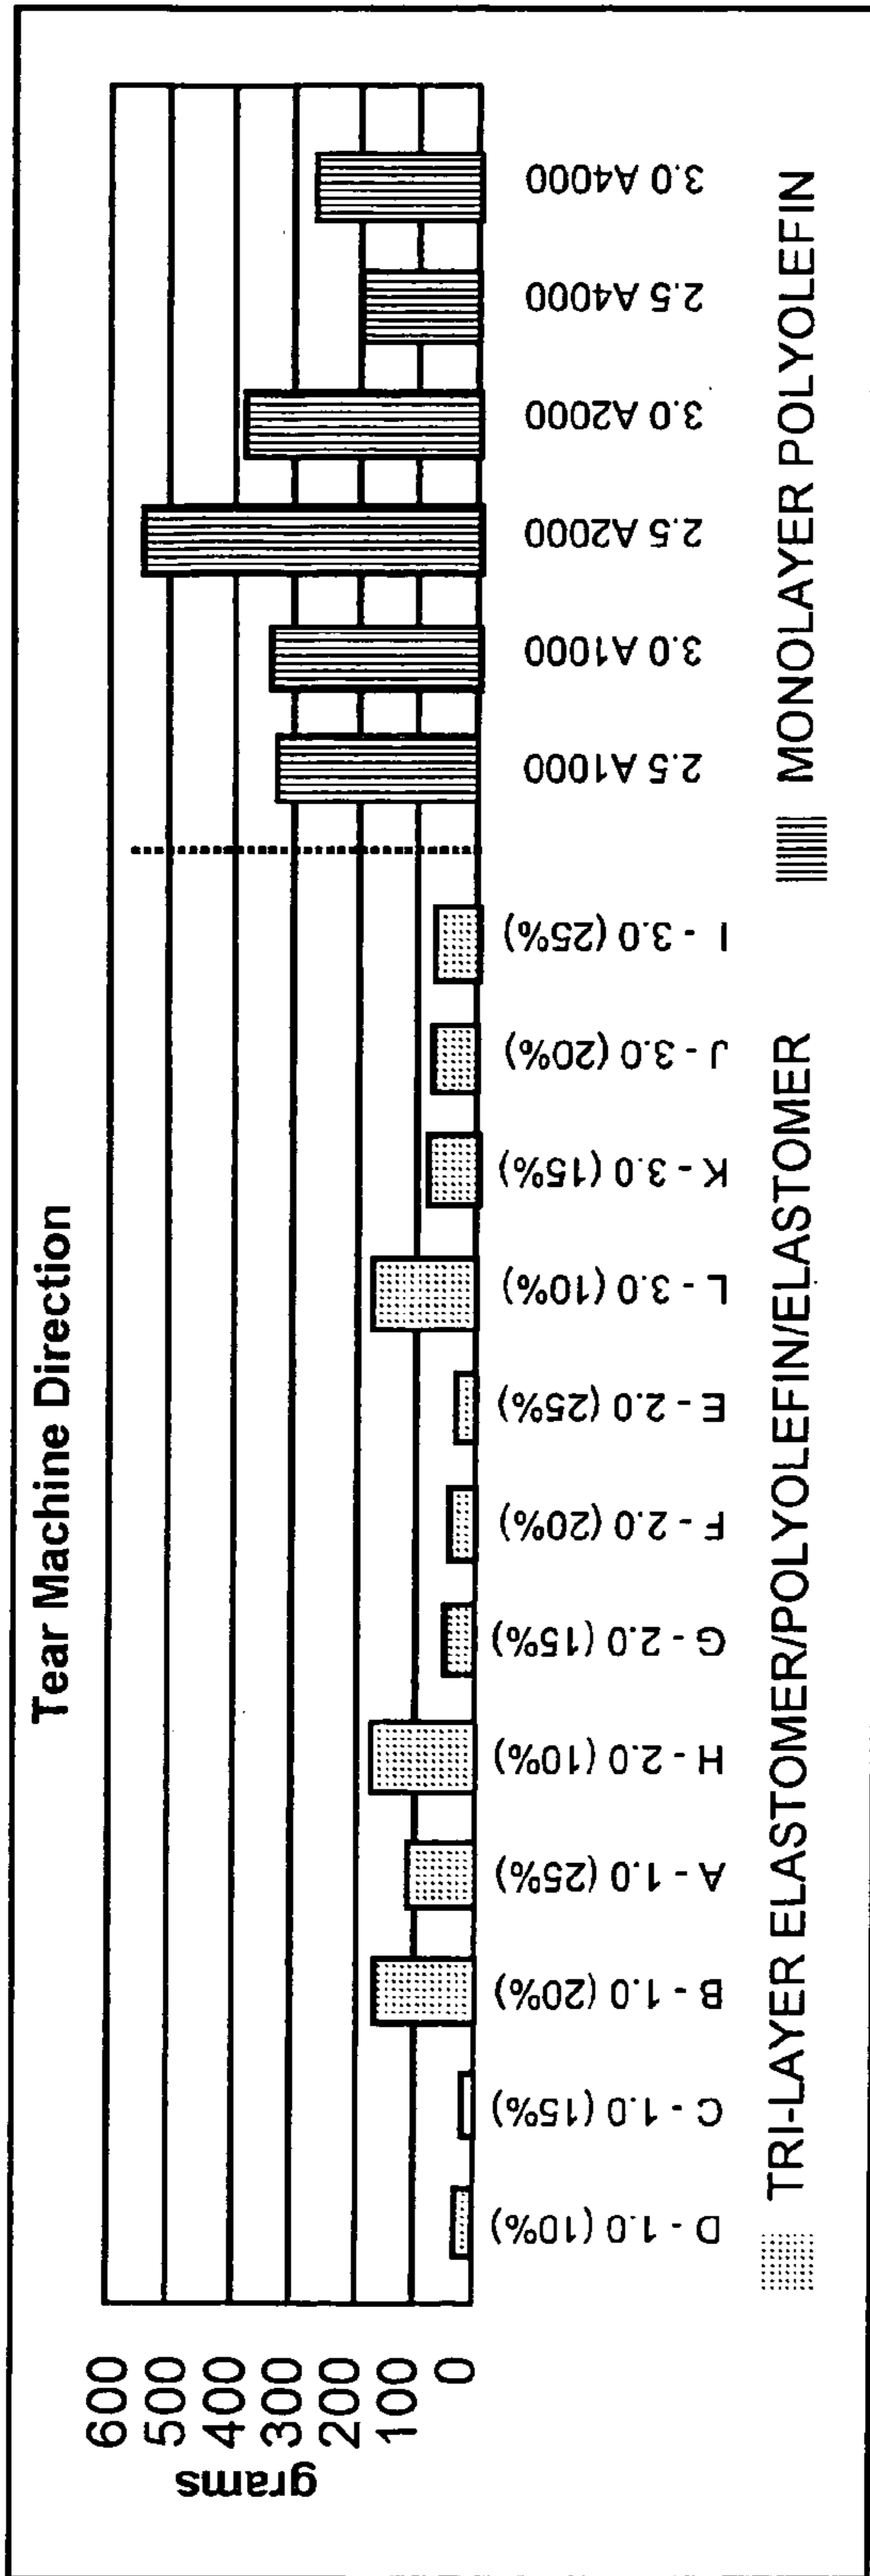 Tear Machine Direction
grams
600
500
400
300
200
100
0
D - 1.0 (10%)
C - 1.0 (15%)
B - 1.0 (20%)
A - 1.0 (25%)
H - 2.0 (10%)
G - 2.0 (15%)
F - 2.0 (20%)
E - 2.0 (25%)
L - 3.0 (10%)
K - 3.0 (15%)
J - 3.0 (20%)
I - 3.0 (25%)
2.5 A1000
3.0 A1000
2.5 A2000
3.0 A2000
2.5 A4000
3.0 A4000
TRI-LAYER ELASTOMER/POLYOLEFIN/ELASTOMER
MONOLAYER POLYOLEFIN